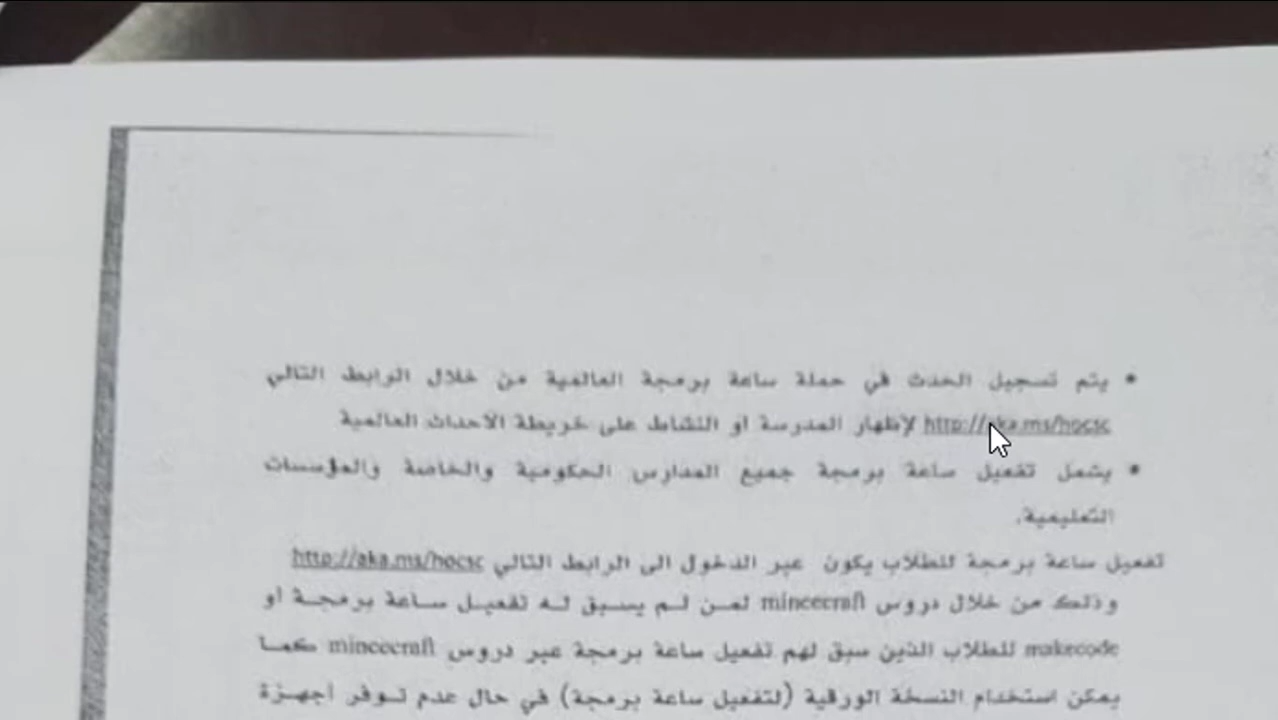 • يتم تسجيل الحدث في حملة ساعة برمجة العالمية من خلال الرابط التالي
http://aka.ms/hocsc لإظهار المدرسة او النشاط على خريطة الاحداث العالمية
• يشمل تفعيل ساعة برمجة جميع المدارس الحكومية والخاصة والمؤسسات
التعليمية.
تفعيل ساعة برمجة للطلاب يكون عبر الدخول الى الرابط التالي http://aka.ms/hocsc
وذلك من خلال دروس minecraft لمن لم يسبق له تفعيل ساعة برمجة او
makecode للطلاب الذين سبق لهم تفعيل ساعة برمجة عبر دروس minecraft كما
يمكن استخدام النسخة الورقية (لتفعيل ساعة برمجة) في حال عدم توفر اجهزة